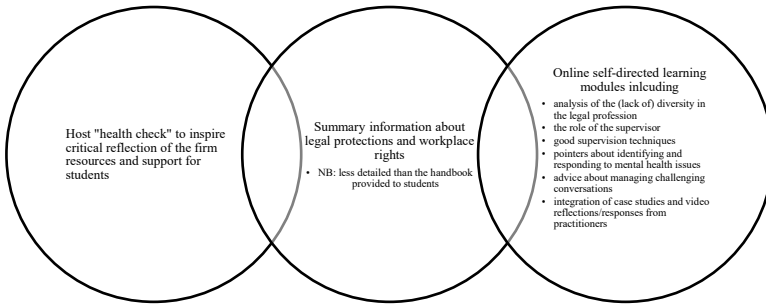 Host "health check" to inspire
critical reflection of the firm
resources and support for
students
Summary information about
legal protections and workplace
rights
• NB: less detailed than the handbook
provided to students
Online self-directed learning
modules inlcuding
• analysis of the (lack of) diversity in
the legal profession
• the role of the supervisor
• good supervision techniques
• pointers about identifying and
responding to mental health issues
• advice about managing challenging
conversations
• integration of case studies and video
reflections/responses from
practitioners